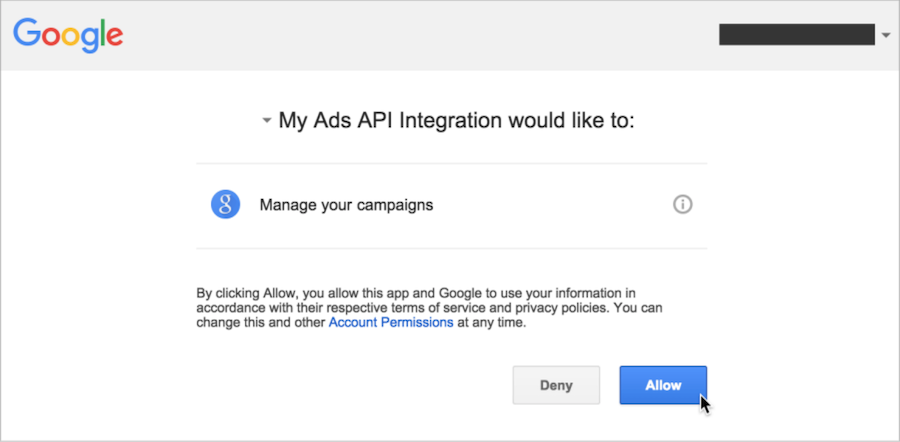 Google
My Ads API Integration would like to:
Manage your campaigns
By clicking Allow, you allow this app and Google to use your information in
accordance with their respective terms of service and privacy policies. You can
change this and other Account Permissions at any time.
Deny
Allow